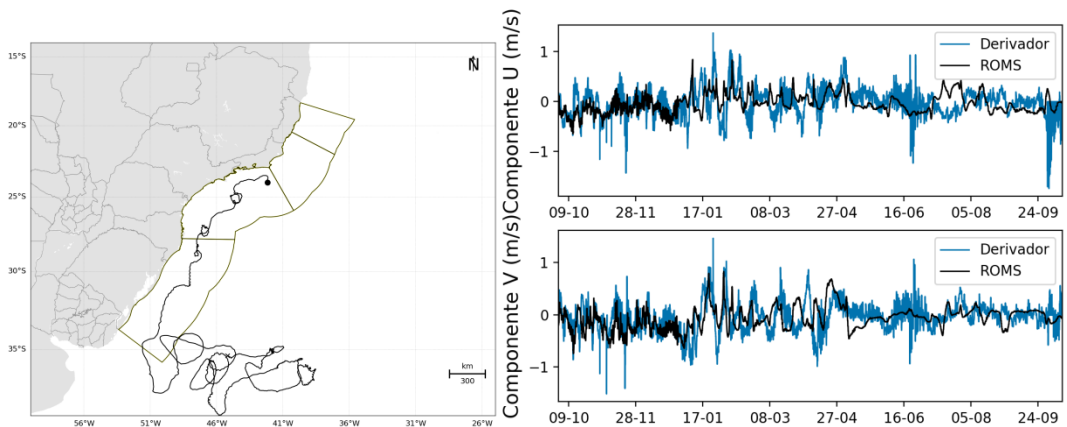 15°S
20°S
25°S
30°S
35°S
56°W
51°W
46°W
41°W
36°W
31°W
26°W
N
km
300
Componente U (m/s)
1
0
−1
Derivador
ROMS
09-10
28-11
17-01
08-03
27-04
16-06
05-08
24-09
Componente V (m/s)
1
0
−1
Derivador
ROMS
09-10
28-11
17-01
08-03
27-04
16-06
05-08
24-09